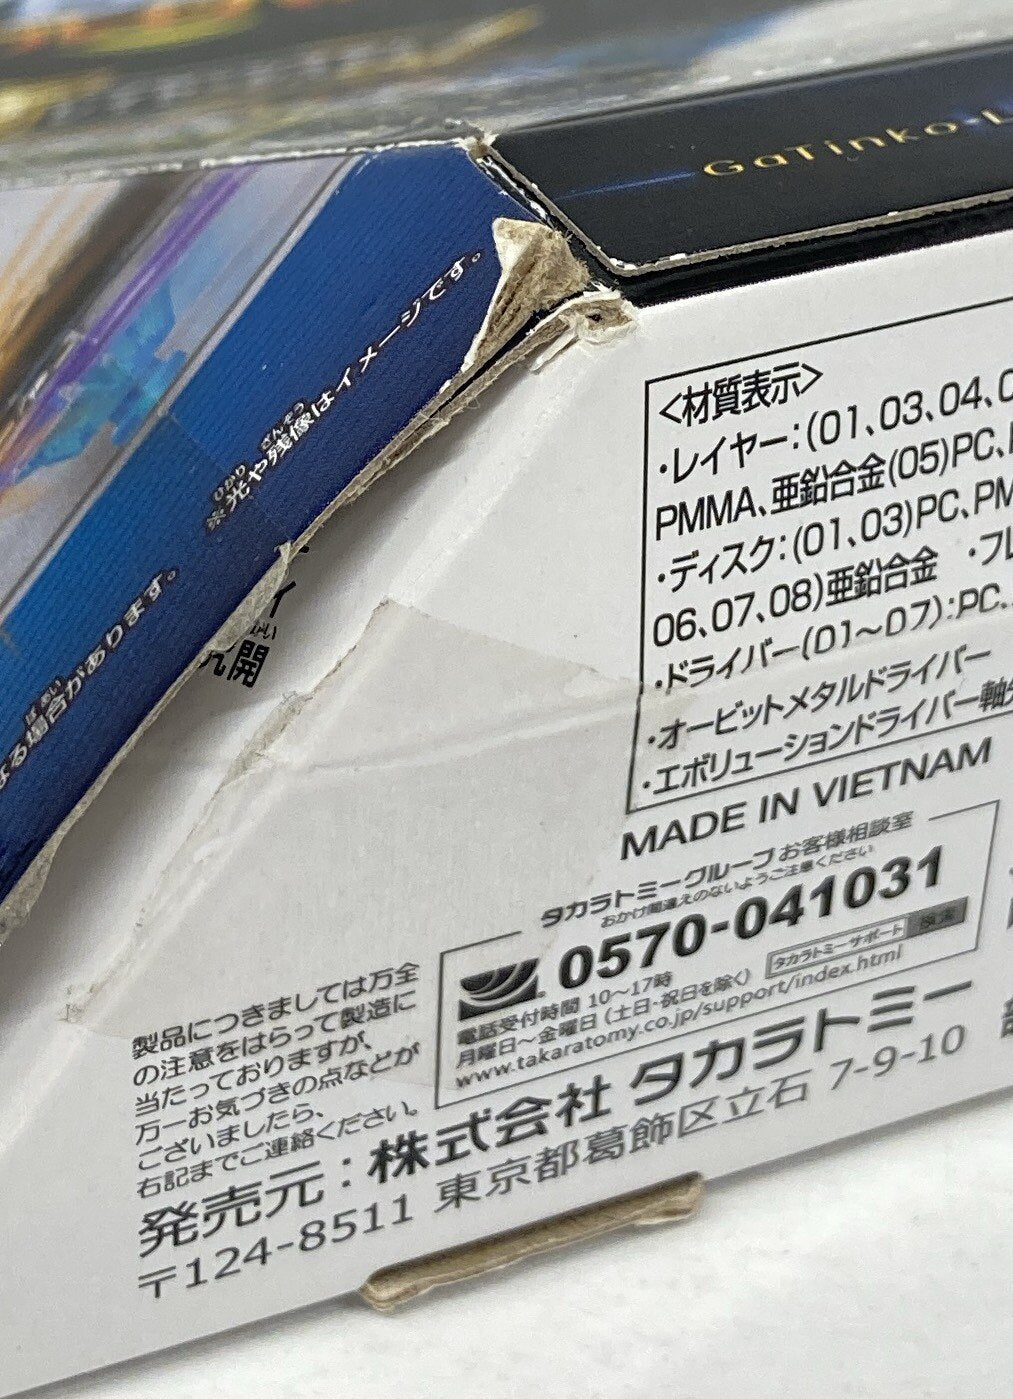 GaTinko-L
ひかり ざんぞう
※光や残像はイメージです。
ばあい
る場合があります。
イ
開
<材質表示>
・レイヤー:(01、03、04、0
PMMA、亜鉛合金(05)PC、
・ディスク:(01、03)PC、PM
06、07、08)亜鉛合金 ・フレ
・ドライバー(01〜07):PC、
・オービットメタルドライバー
・エボリューションドライバー軸先
MADE IN VIETNAM
タカラトミーグループお客様相談室
おかけ間違えのないようご注意ください
0570-041031
電話受付時間 10〜17時
月曜日〜金曜日(土日・祝日を除く)
タカラトミーサポート 検索
www.takaratomy.co.jp/support/index.html
製品につきましては万全
の注意をはらって製造に
当たっておりますが、
万一お気づきの点などが
ございましたら、
右記までご連絡ください。
発売元:株式会社 タカラトミー
〒124-8511 東京都葛飾区立石 7-9-10